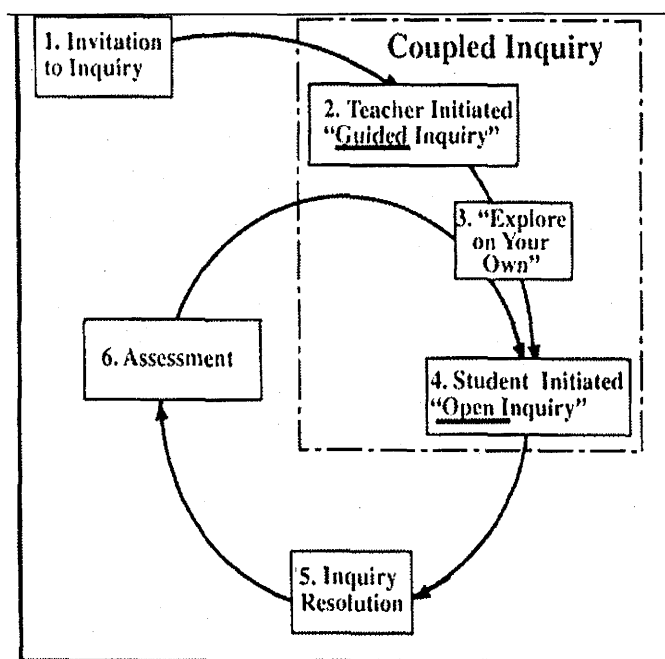 1. Invitation
to Inquiry
Coupled Inquiry
2. Teacher Initiated
“Guided Inquiry”
3. “Explore
on Your
Own”
6. Assessment
4. Student Initiated
“Open Inquiry”
5. Inquiry
Resolution